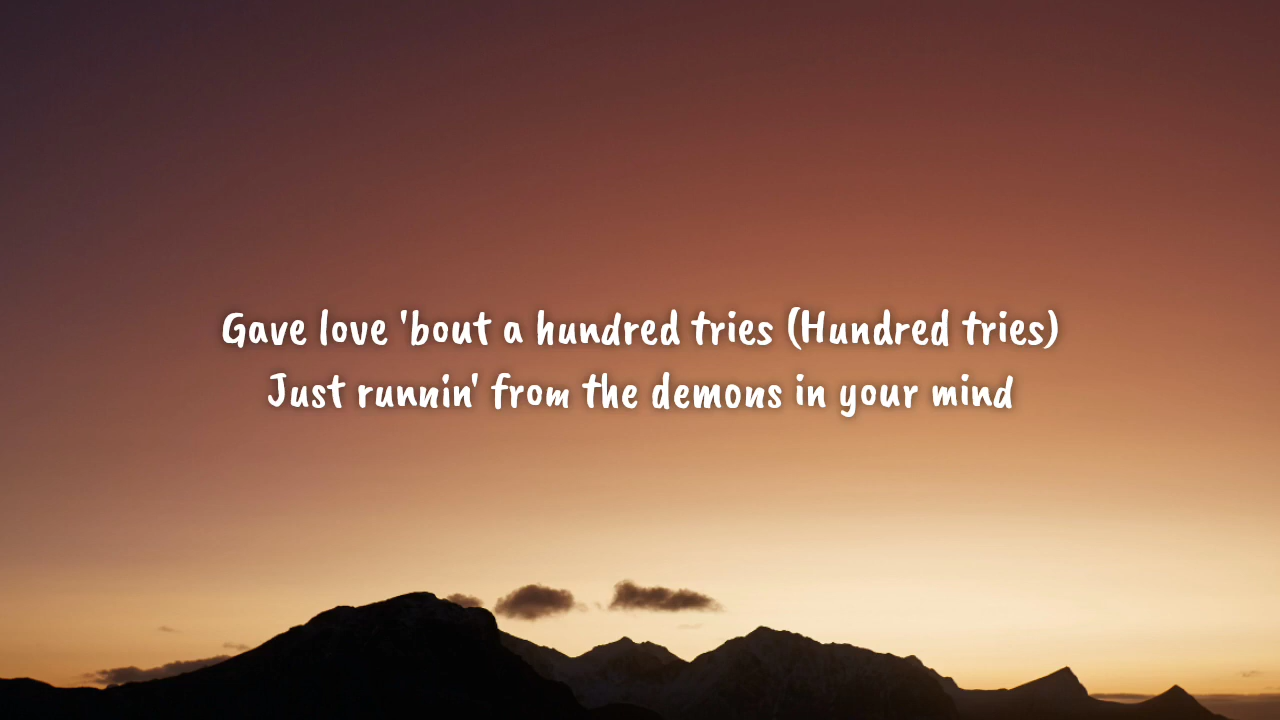 Gave love 'bout a hundred tries (Hundred tries)
Just runnin' from the demons in your mind